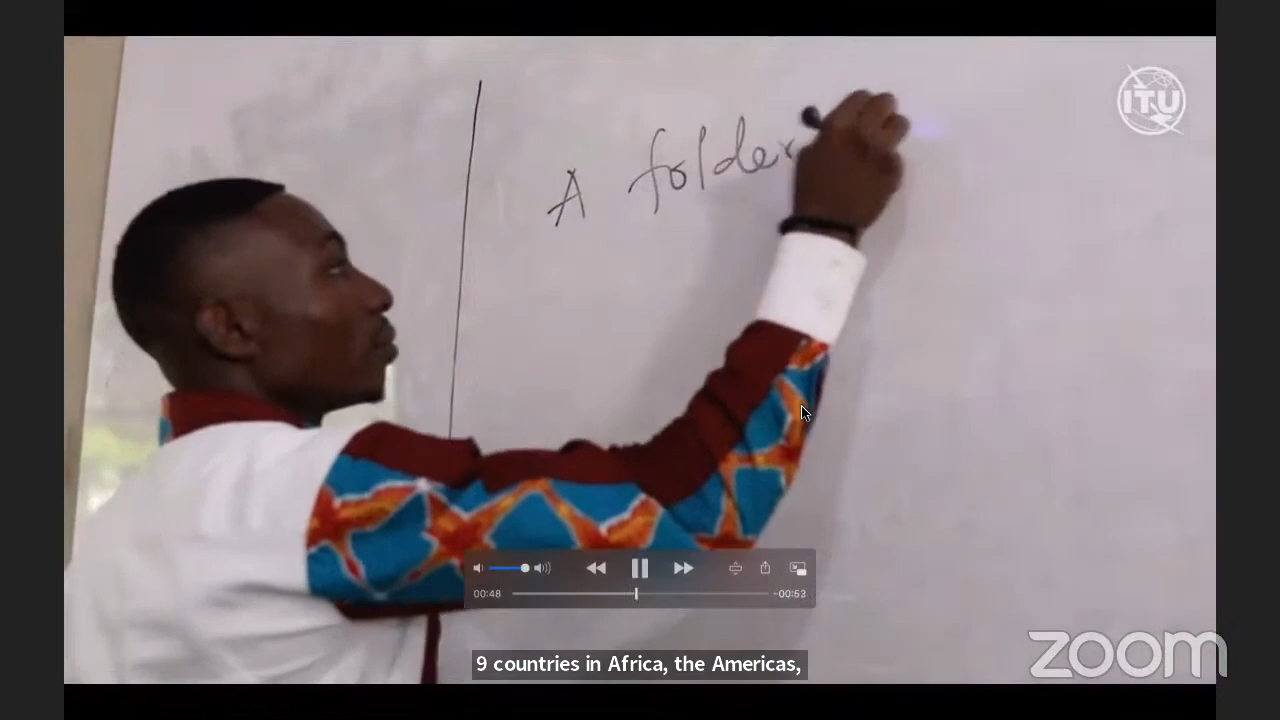 ITU
A folder
00:48
-00:53
9 countries in Africa, the Americas,
zoom